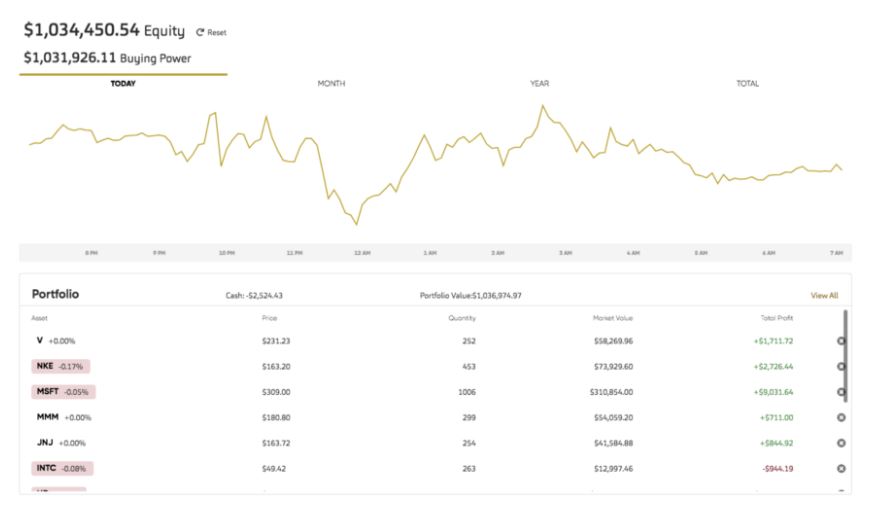 $1,034,450.54 Equity Reset
$1,031,926.11 Buying Power
TODAY MONTH YEAR TOTAL
8 PM 9 PM 10 PM 11 PM 12 AM 1 AM 2 AM 3 AM 4 AM 5 AM 6 AM 7 AM
Portfolio Cash: -$2,524.43 Portfolio Value:$1,036,974.97 View All
Asset Price Quantity Market Value Total Profit
V +0.00% $231.23 252 $58,269.96 +$1,711.72
NKE -0.17% $163.20 453 $73,929.60 +$2,726.44
MSFT -0.05% $309.00 1006 $310,854.00 +$9,031.64
MMM +0.00% $180.80 299 $54,059.20 +$711.00
JNJ +0.00% $163.72 254 $41,584.88 +$844.92
INTC -0.08% $49.42 263 $12,997.46 -$944.19